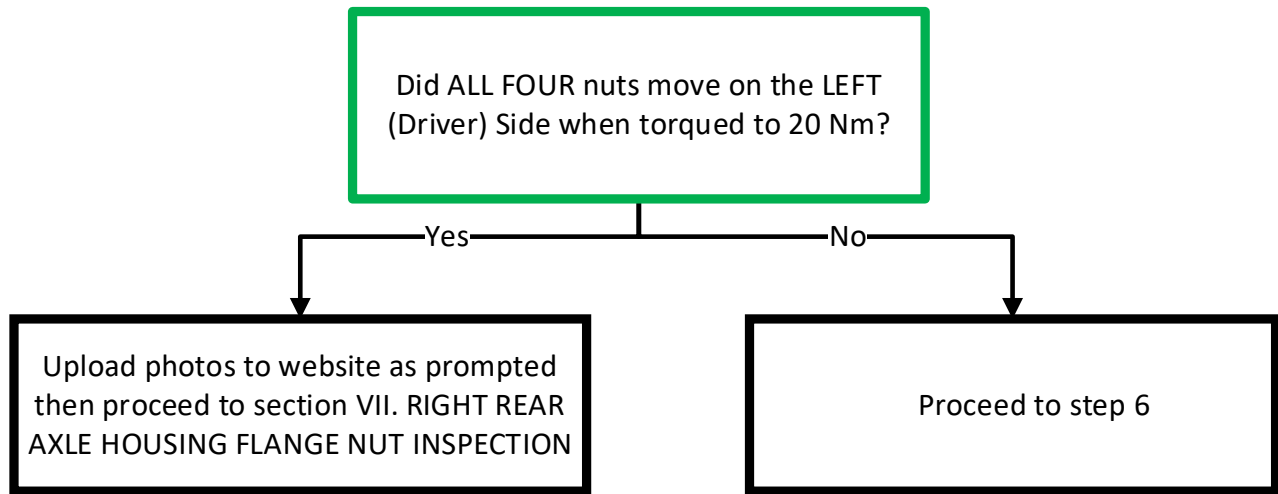 Did ALL FOUR nuts move on the LEFT
(Driver) Side when torqued to 20 Nm?
Yes
No
Upload photos to website as prompted
then proceed to section VII. RIGHT REAR
AXLE HOUSING FLANGE NUT INSPECTION
Proceed to step 6